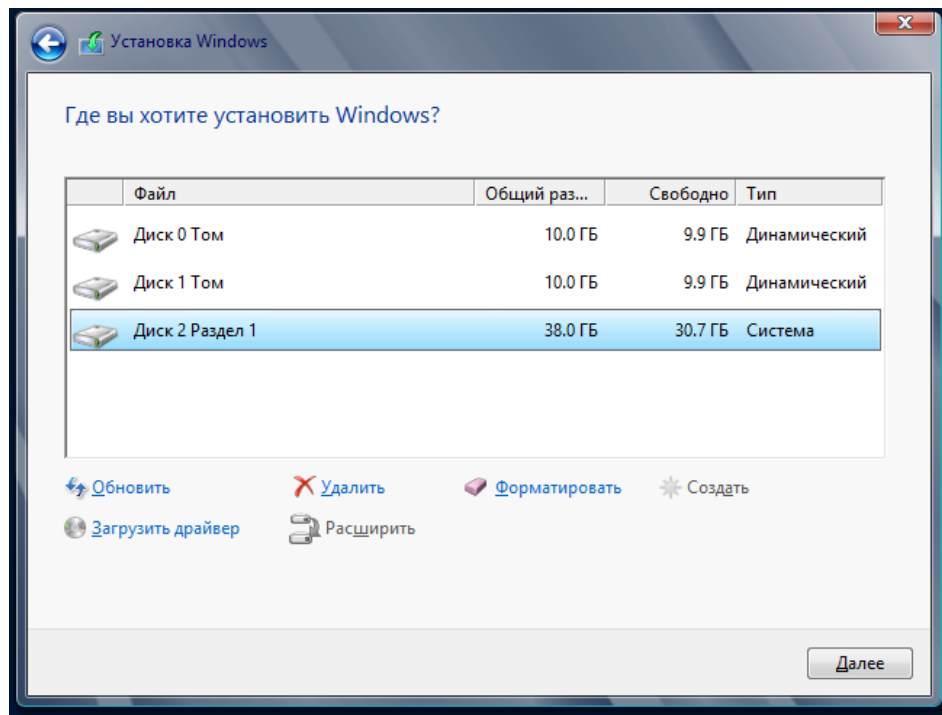 Установка Windows
Где вы хотите установить Windows?
Файл Общий раз... Свободно Тип
Диск 0 Том 10.0 ГБ 9.9 ГБ Динамический
Диск 1 Том 10.0 ГБ 9.9 ГБ Динамический
Диск 2 Раздел 1 38.0 ГБ 30.7 ГБ Система
Обновить Удалить Форматировать Создать
Загрузить драйвер Расширить
Далее